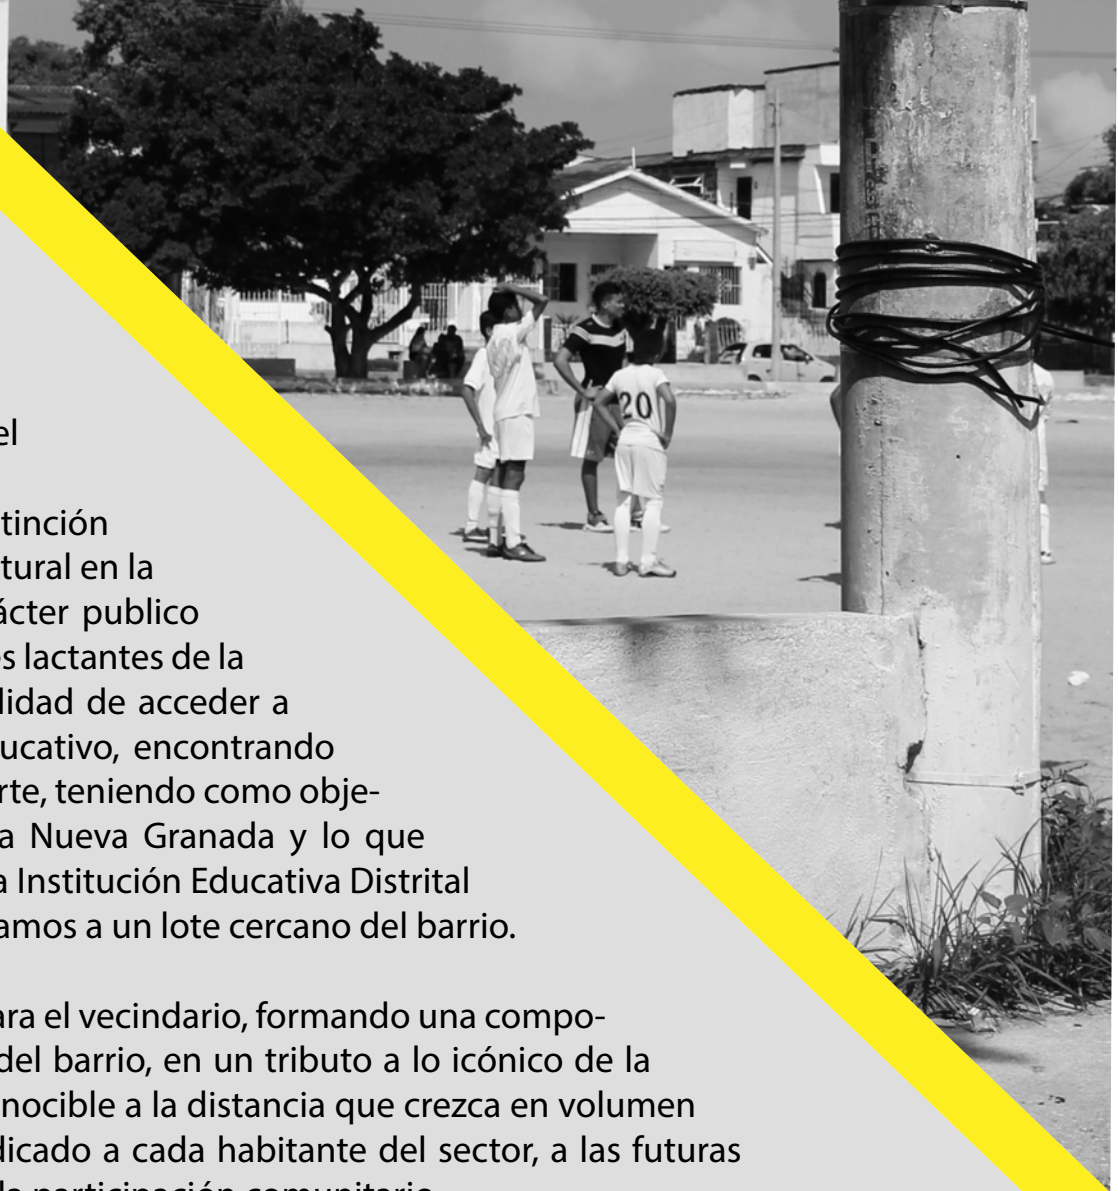 el
tinción
tural en la
ácter publico
s lactantes de la
lidad de acceder a
ucativo, encontrando
rte, teniendo como obje-
a Nueva Granada y lo que
a Institución Educativa Distrital
amos a un lote cercano del barrio.
ara el vecindario, formando una compo-
del barrio, en un tributo a lo icónico de la
nocible a la distancia que crezca en volumen
dicado a cada habitante del sector, a las futuras
la participación comunitario
20